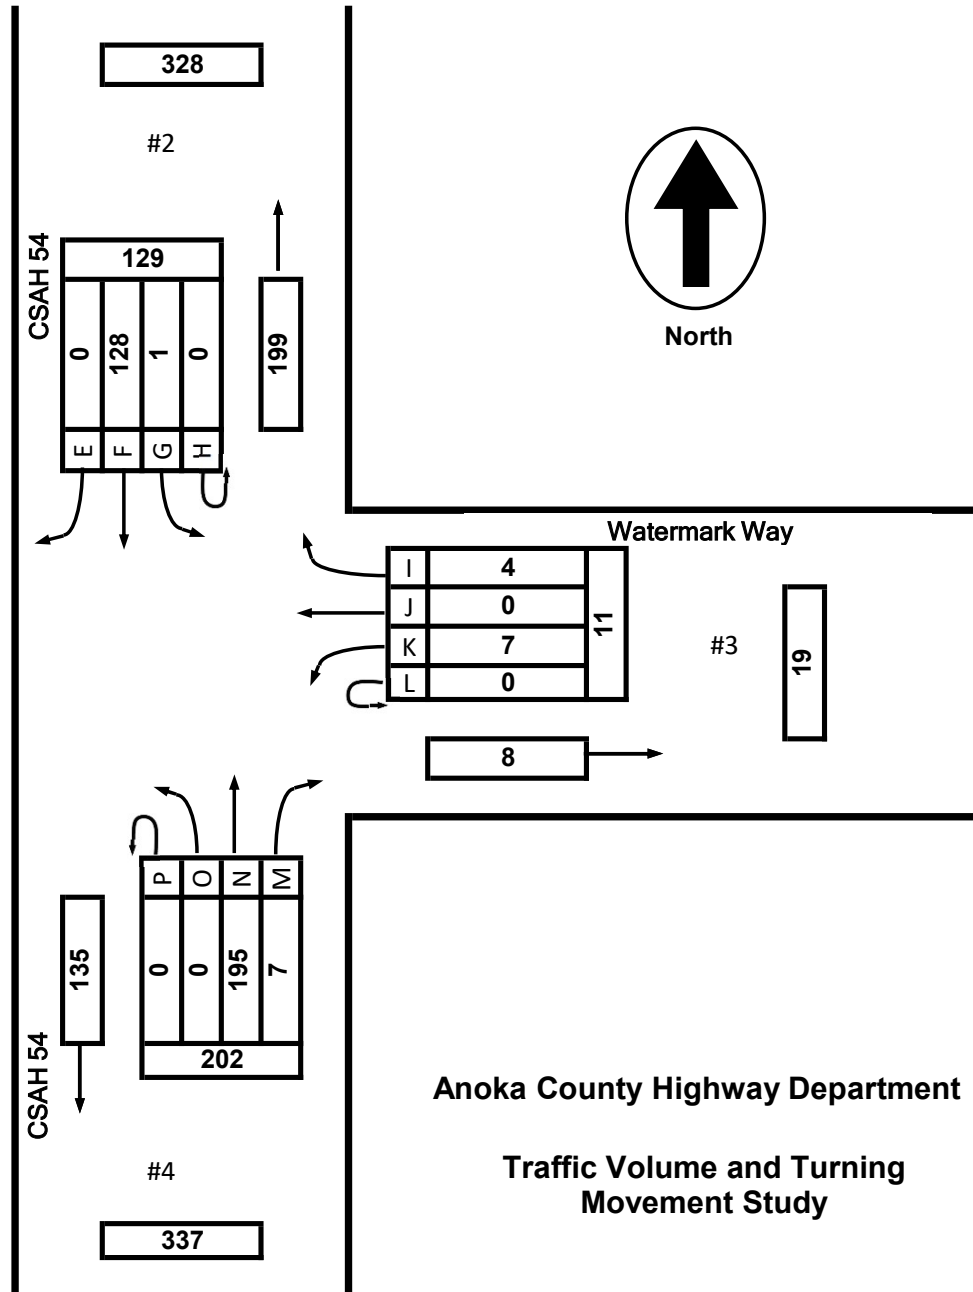 328
#2
CSAH 54
129
0
128
1
0
E
F
G
H
199
North
Watermark Way
I
4
J
0
K
7
L
0
11
#3
19
8
P
O
N
M
0
0
195
7
202
135
CSAH 54
#4
337
Anoka County Highway Department
Traffic Volume and Turning
Movement Study